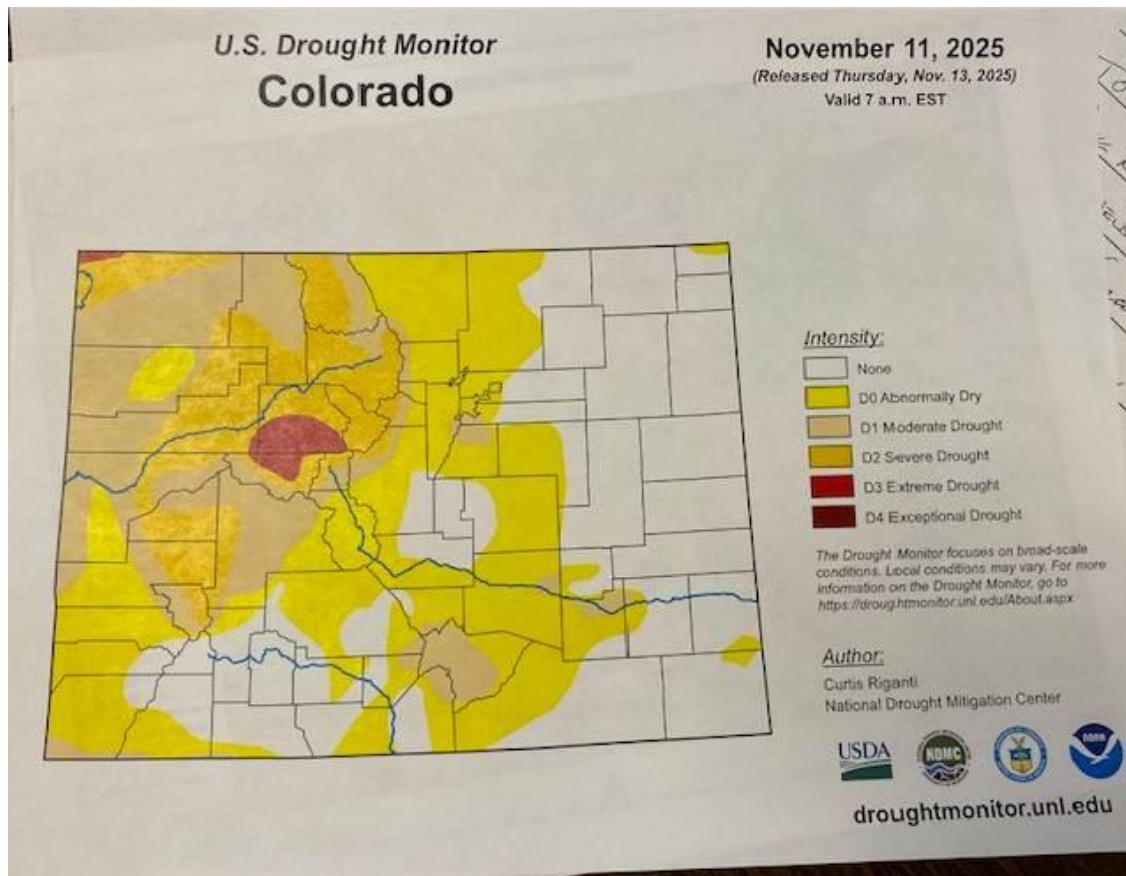 U.S. Drought Monitor
Colorado
November 11, 2025
(Released Thursday, Nov. 13, 2025)
Valid 7 a.m. EST
Intensity:
None
D0 Abnormally Dry
D1 Moderate Drought
D2 Severe Drought
D3 Extreme Drought
D4 Exceptional Drought
The Drought Monitor focuses on broad-scale
conditions. Local conditions may vary. For more
information on the Drought Monitor, go to
https://droughtmonitor.unl.edu/About.aspx
Author:
Curtis Riganti
National Drought Mitigation Center
USDA
NDMC
NOAA
droughtmonitor.unl.edu